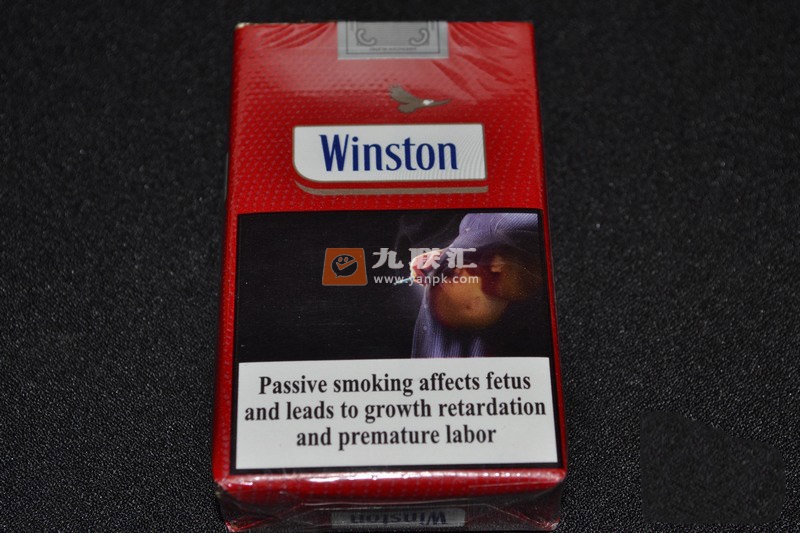 Winston
九联汇
www.yanpk.com
Passive smoking affects fetus
and leads to growth retardation
and premature labor
Winston